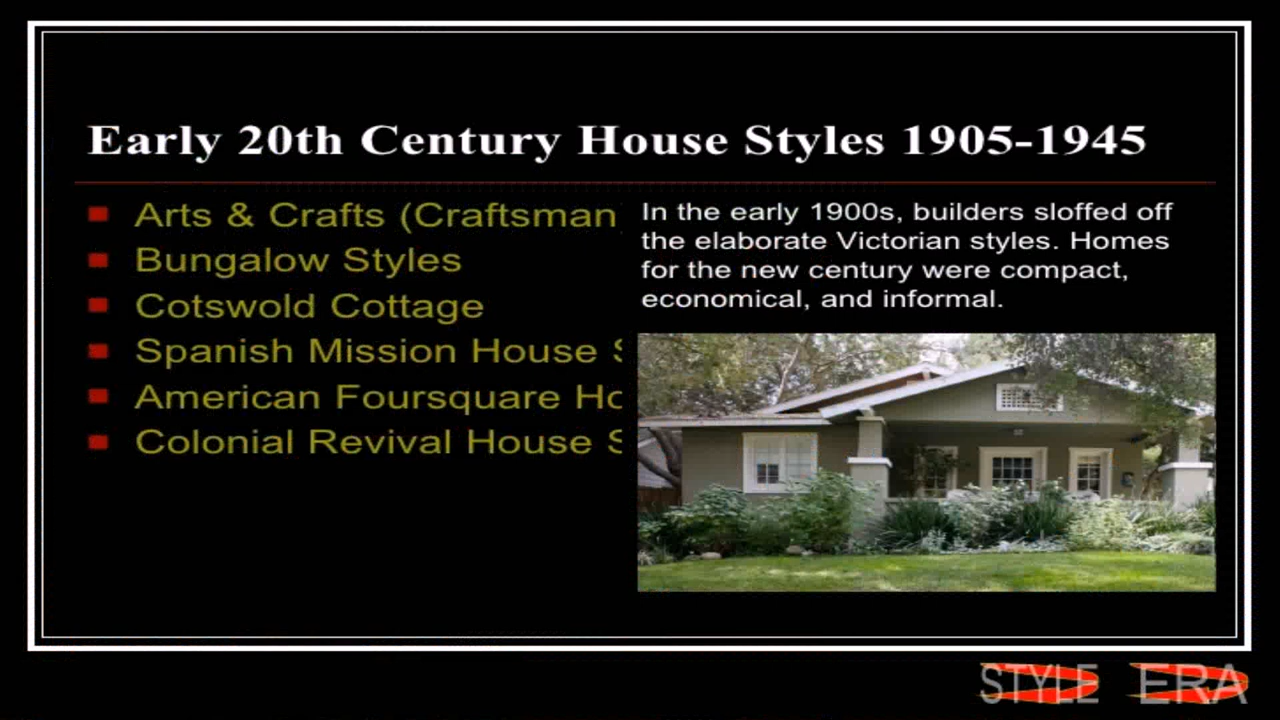 Early 20th Century House Styles 1905-1945
Arts & Crafts (Craftsman
Bungalow Styles
Cotswold Cottage
Spanish Mission House
American Foursquare Ho
Colonial Revival House
In the early 1900s, builders sloffed off
the elaborate Victorian styles. Homes
for the new century were compact,
economical, and informal.
STYLE ERA